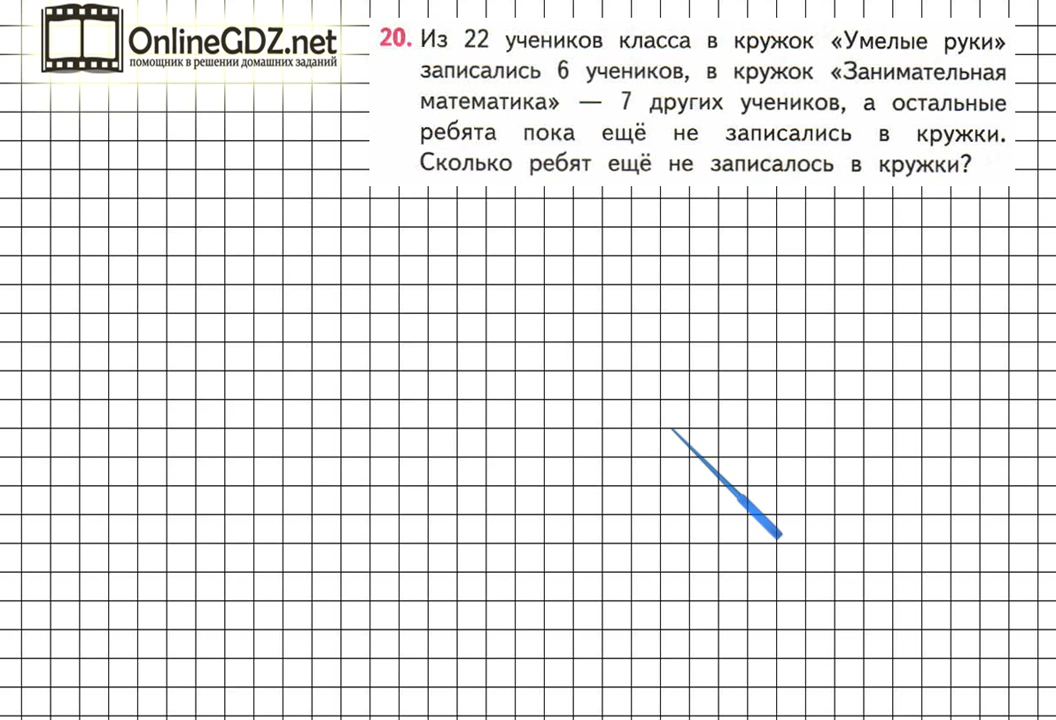 OnlineGDZ.net
помощник в решении домашних заданий
20. Из 22 учеников класса в кружок «Умелые руки»
записались 6 учеников, в кружок «Занимательная
математика» — 7 других учеников, а остальные
ребята пока ещё не записались в кружки.
Сколько ребят ещё не записалось в кружки?